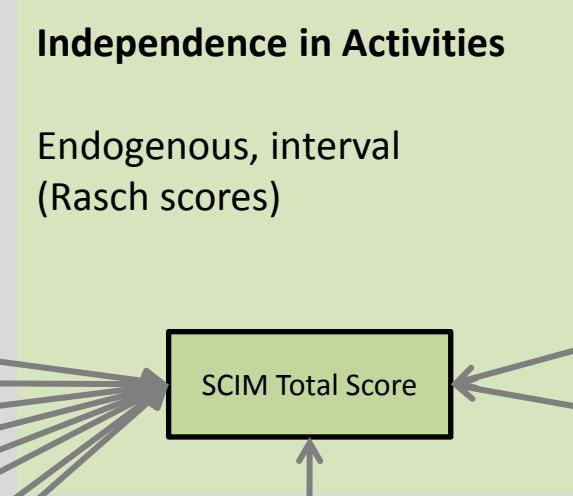 Independence in Activities
Endogenous, interval
(Rasch scores)
SCIM Total Score